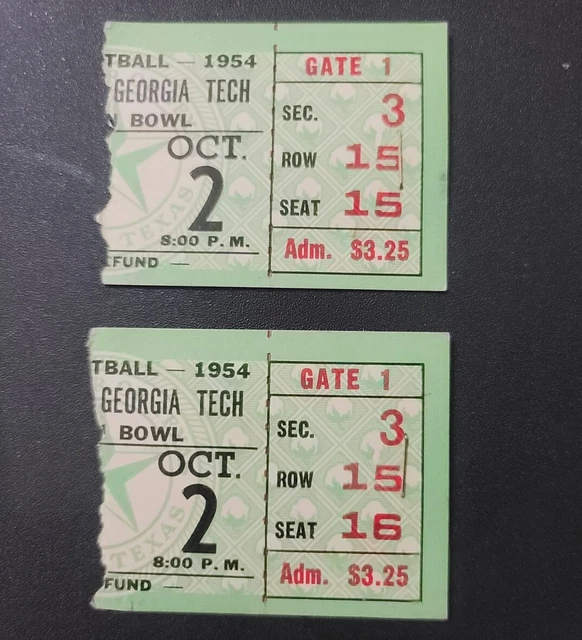 TBALL — 1954
GEORGIA TECH
BOWL
OCT.
2
8:00 P.M.
FUND —
TEXAS
GATE 1
SEC. 3
ROW 15
SEAT 15
Adm. $3.25
TBALL — 1954
GEORGIA TECH
BOWL
OCT.
2
8:00 P.M.
FUND —
TEXAS
GATE 1
SEC. 3
ROW 15
SEAT 16
Adm. $3.25